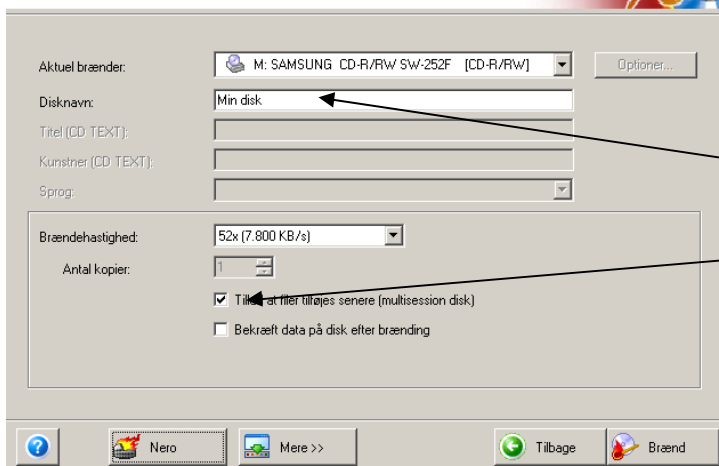 Aktuel brænder: M: SAMSUNG CD-R/RW SW-252F [CD-R/RW] Optioner...
Disknavn: Min disk
Titel (CD TEXT):
Kunstner (CD TEXT):
Sprog:
Brændehastighed: 52x (7.800 KB/s)
Antal kopier: 1
at filer tilføjes senere (multisession disk)
Bekræft data på disk efter brænding
Nero Mere >> Tilbage Brænd